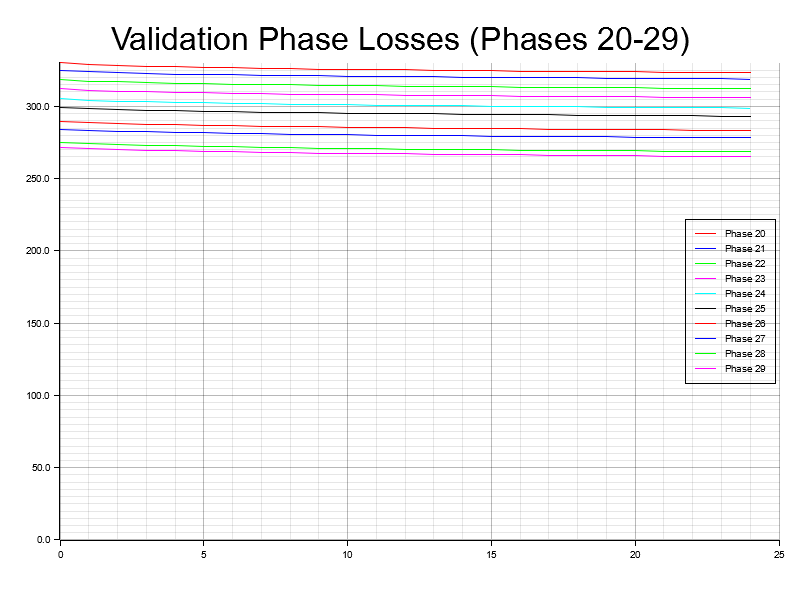 Validation Phase Losses (Phases 20-29)
300.0
250.0
200.0
150.0
100.0
50.0
0.0
0 5 10 15 20 25
Phase 20
Phase 21
Phase 22
Phase 23
Phase 24
Phase 25
Phase 26
Phase 27
Phase 28
Phase 29